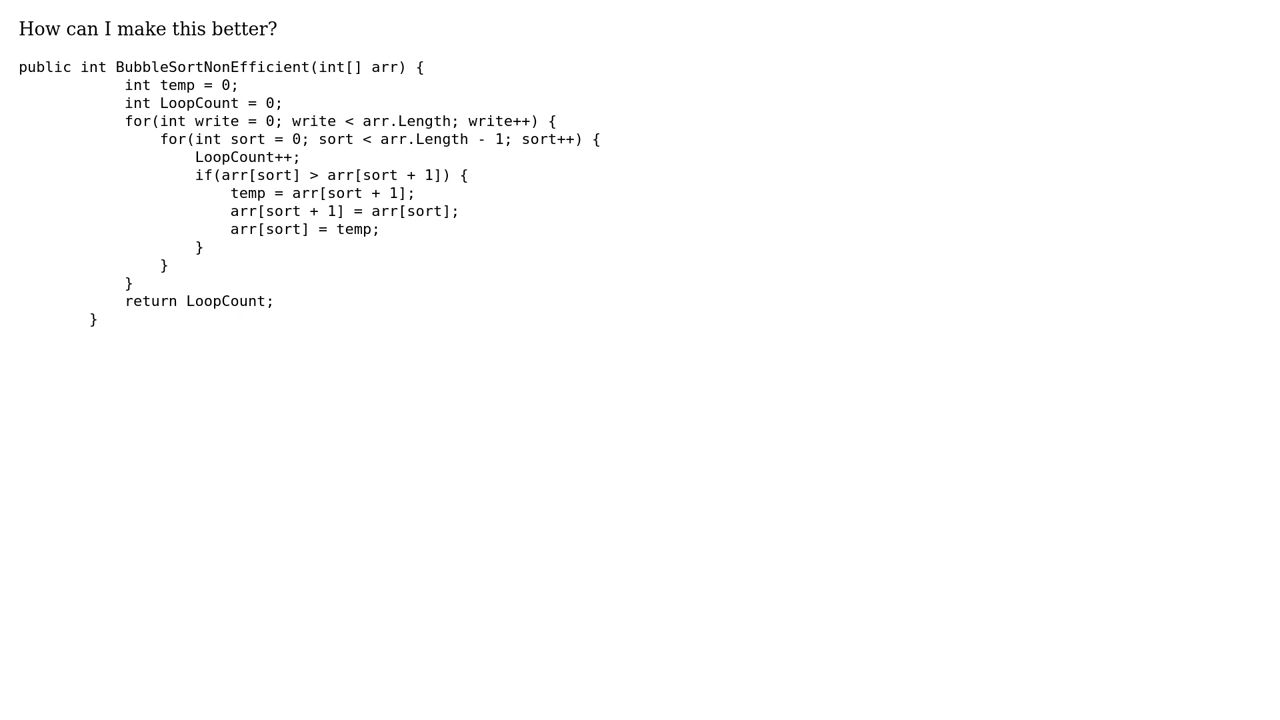 How can I make this better?
public int BubbleSortNonEfficient(int[] arr) {
            int temp = 0;
            int LoopCount = 0;
            for(int write = 0; write < arr.Length; write++) {
                for(int sort = 0; sort < arr.Length - 1; sort++) {
                    LoopCount++;
                    if(arr[sort] > arr[sort + 1]) {
                        temp = arr[sort + 1];
                        arr[sort + 1] = arr[sort];
                        arr[sort] = temp;
                    }
                }
            }
            return LoopCount;
        }